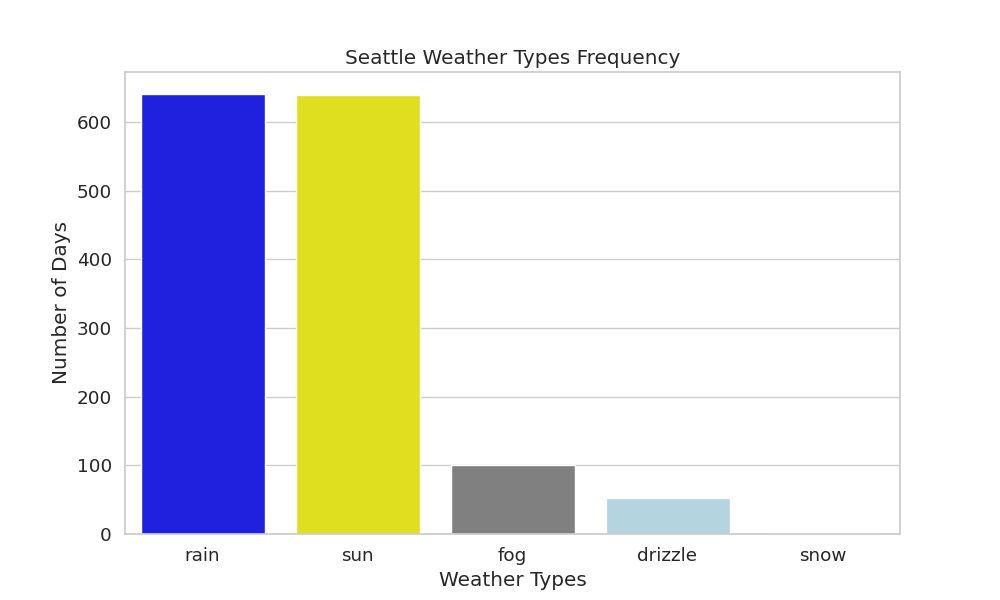 Seattle Weather Types Frequency
Number of Days
600
500
400
300
200
100
0
rain sun fog drizzle snow
Weather Types